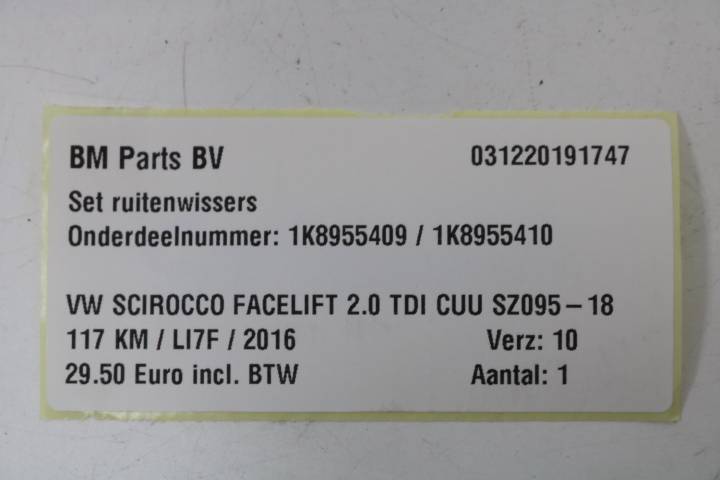 BM Parts BV 031220191747
Set ruitenwissers
Onderdeelnummer: 1K8955409 / 1K8955410
VW SCIROCCO FACELIFT 2.0 TDI CUU SZ095-18
117 KM / LI7F / 2016 Verz: 10
29.50 Euro incl. BTW Aantal: 1